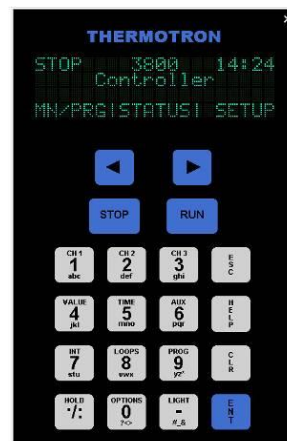 THERMOTRON
STOP 3800 14:24
Controller
MN/PRG|STATUS| SETUP
STOP RUN
CH 1 CH 2 CH 3
1 2 3 ESC
abc def ghi
VALUE TIME AUX
4 5 6 HELP
jkl mno pqr
INT LOOPS PROG
7 8 9 CLR
stu vwx yz°
HOLD OPTIONS LIGHT
·/: 0 - ENT
?<> #_&